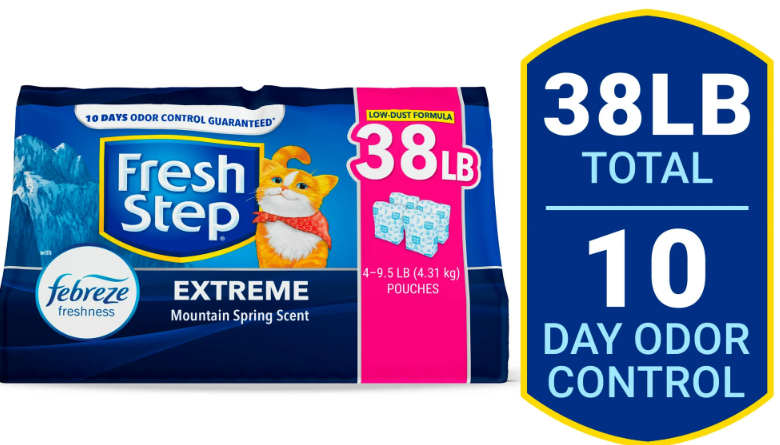 10 DAYS ODOR CONTROL GUARANTEED*
Fresh
Step®
with
febreze
freshness
EXTREME
Mountain Spring Scent
LOW-DUST FORMULA
38LB
4–9.5 LB (4.31 kg)
POUCHES
38LB
TOTAL
10
DAY ODOR
CONTROL